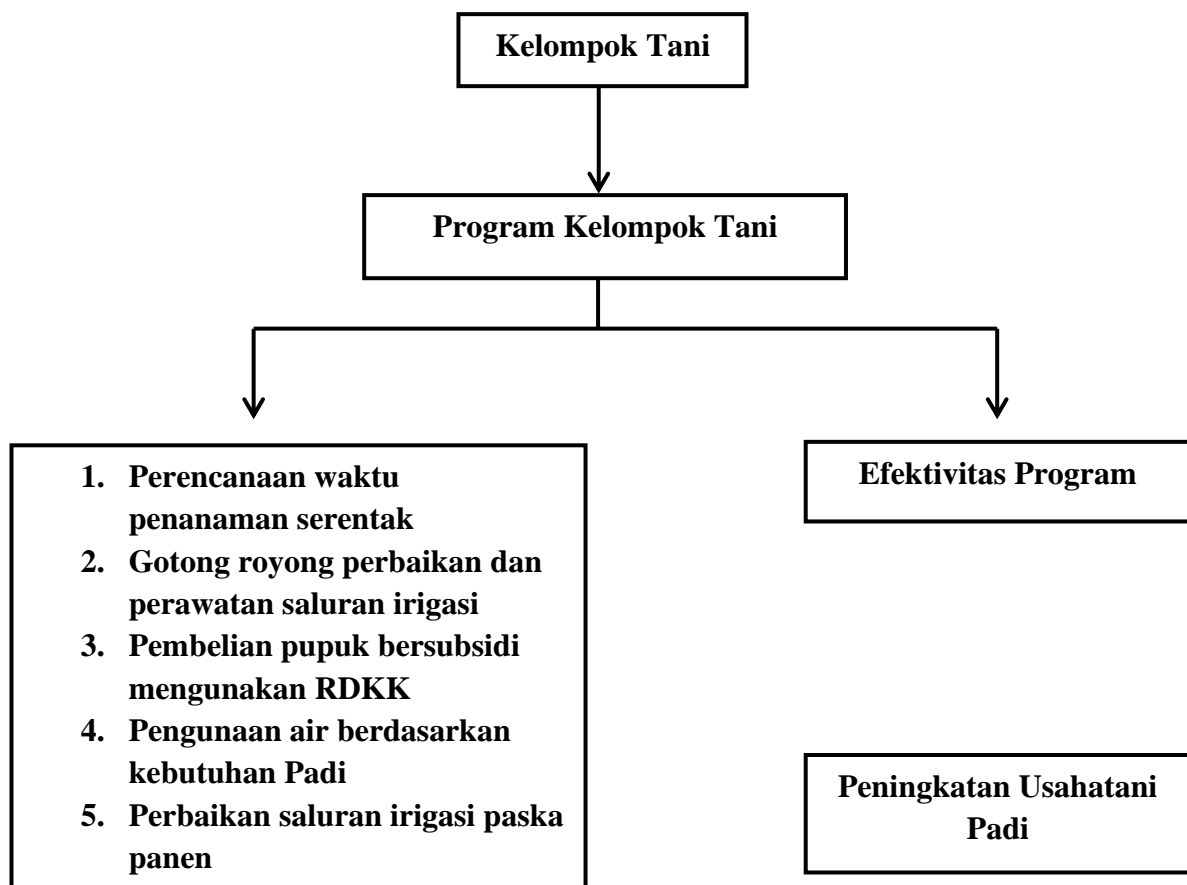 Kelompok Tani
Program Kelompok Tani
1. Perencanaan waktu
penanaman serentak
2. Gotong royong perbaikan dan
perawatan saluran irigasi
3. Pembelian pupuk bersubsidi
mengunakan RDKK
4. Pengunaan air berdasarkan
kebutuhan Padi
5. Perbaikan saluran irigasi paska
panen
Efektivitas Program
Peningkatan Usahatani
Padi